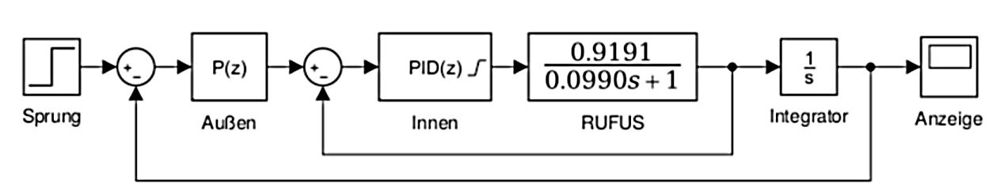 +
−
P(z)
+
−
PID(z)
0.9191
0.0990s + 1
1
s
Sprung
Außen
Innen
RUFUS
Integrator
Anzeige